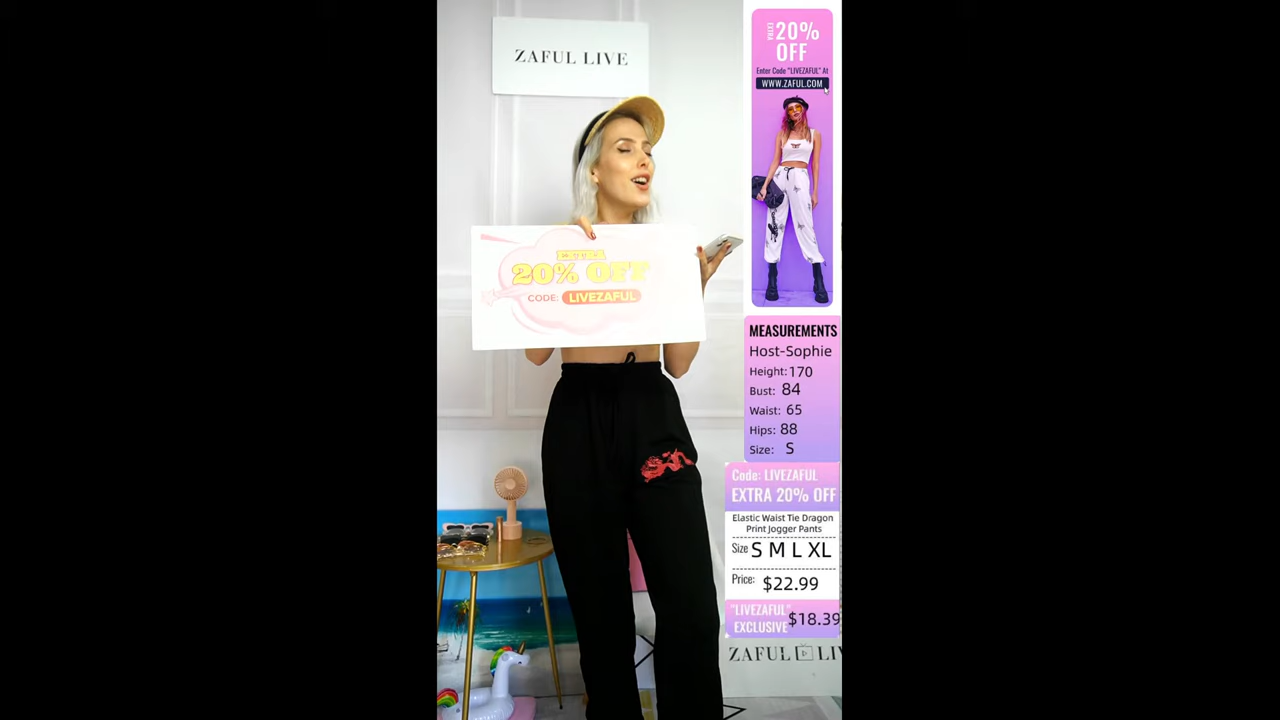 ZAFUL LIVE
EXTRA
20% OFF
CODE: LIVEZAFUL
EXTRA 20%
OFF
Enter Code "LIVEZAFUL" At
WWW.ZAFUL.COM
MEASUREMENTS
Host-Sophie
Height: 170
Bust: 84
Waist: 65
Hips: 88
Size: S
Code: LIVEZAFUL
EXTRA 20% OFF
Elastic Waist Tie Dragon
Print Jogger Pants
Size S M L XL
Price: $22.99
"LIVEZAFUL"
EXCLUSIVE $18.39
ZAFUL LIV